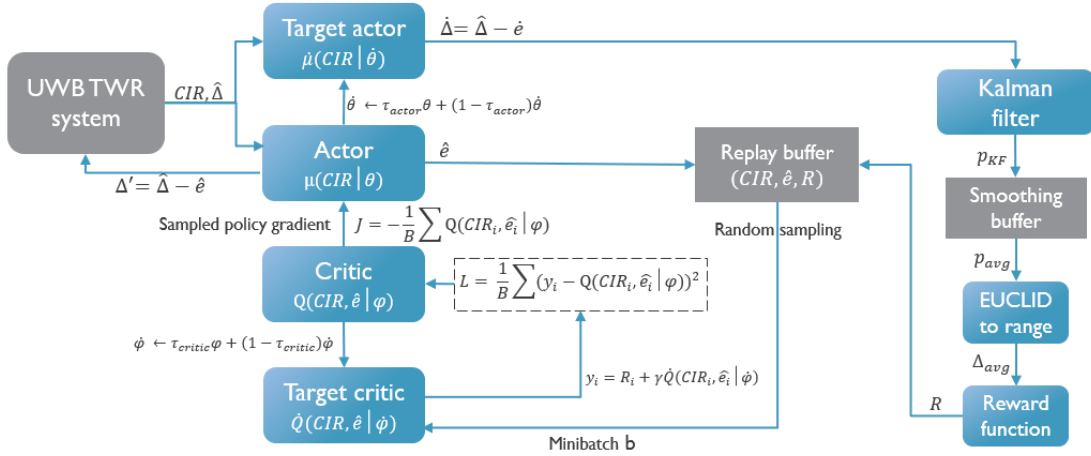 Target actor
μ̇(CIR | θ̇)
Δ̇= Δ̂ − ė
UWB TWR
system
CIR, Δ̂
Kalman
filter
θ̇ ← τ_actor θ + (1 − τ_actor)θ̇
Actor
μ(CIR | θ)
ê
Replay buffer
(CIR, ê, R)
p_KF
Δ′= Δ̂ − ê
Smoothing
buffer
Sampled policy gradient
J = −1/B ∑ Q(CIR_i, ê_i | φ)
Random sampling
p_avg
Critic
Q(CIR, ê | φ)
L = 1/B ∑(y_i − Q(CIR_i, ê_i | φ))²
EUCLID
to range
φ̇ ← τ_critic φ + (1 − τ_critic)φ̇
Δ_avg
Target critic
Q̇(CIR, ê | φ̇)
y_i = R_i + γQ̇(CIR_i, ê_i | φ̇)
R
Reward
function
Minibatch b